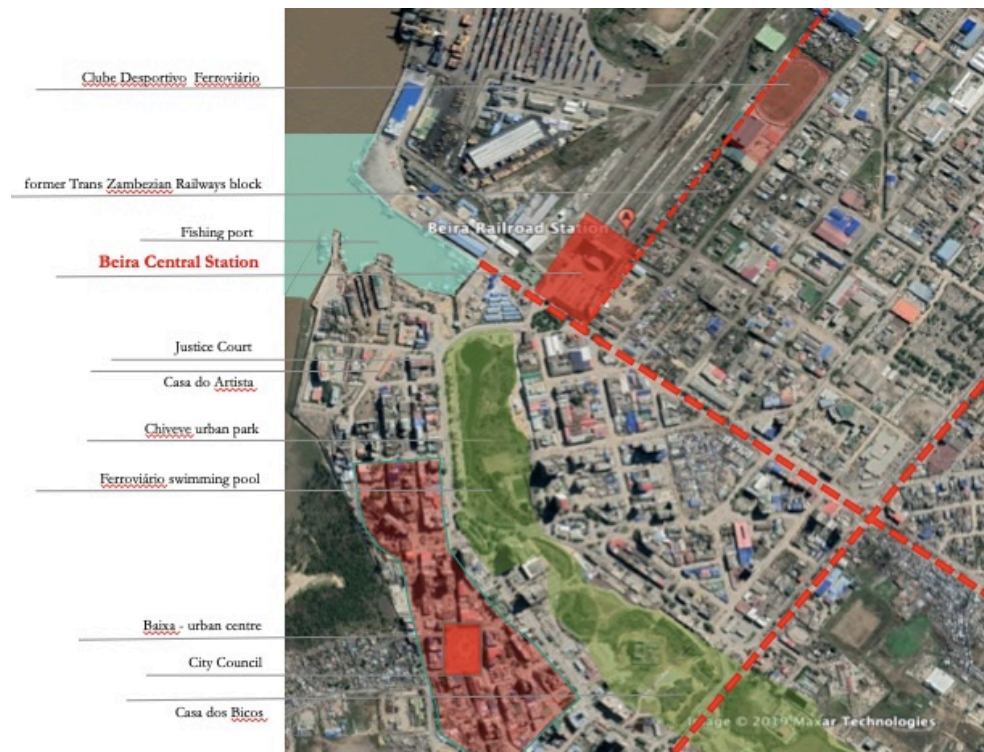 Clube Desportivo Ferroviário
former Trans Zambezian Railways block
Beira Railroad Station
A
Fishing port
Beira Central Station
Justice Court
Casa do Artista
Chiveve urban park
Ferroviário swimming pool
Baixa - urban centre
City Council
Casa dos Bicos
Image © 2019 Maxar Technologies